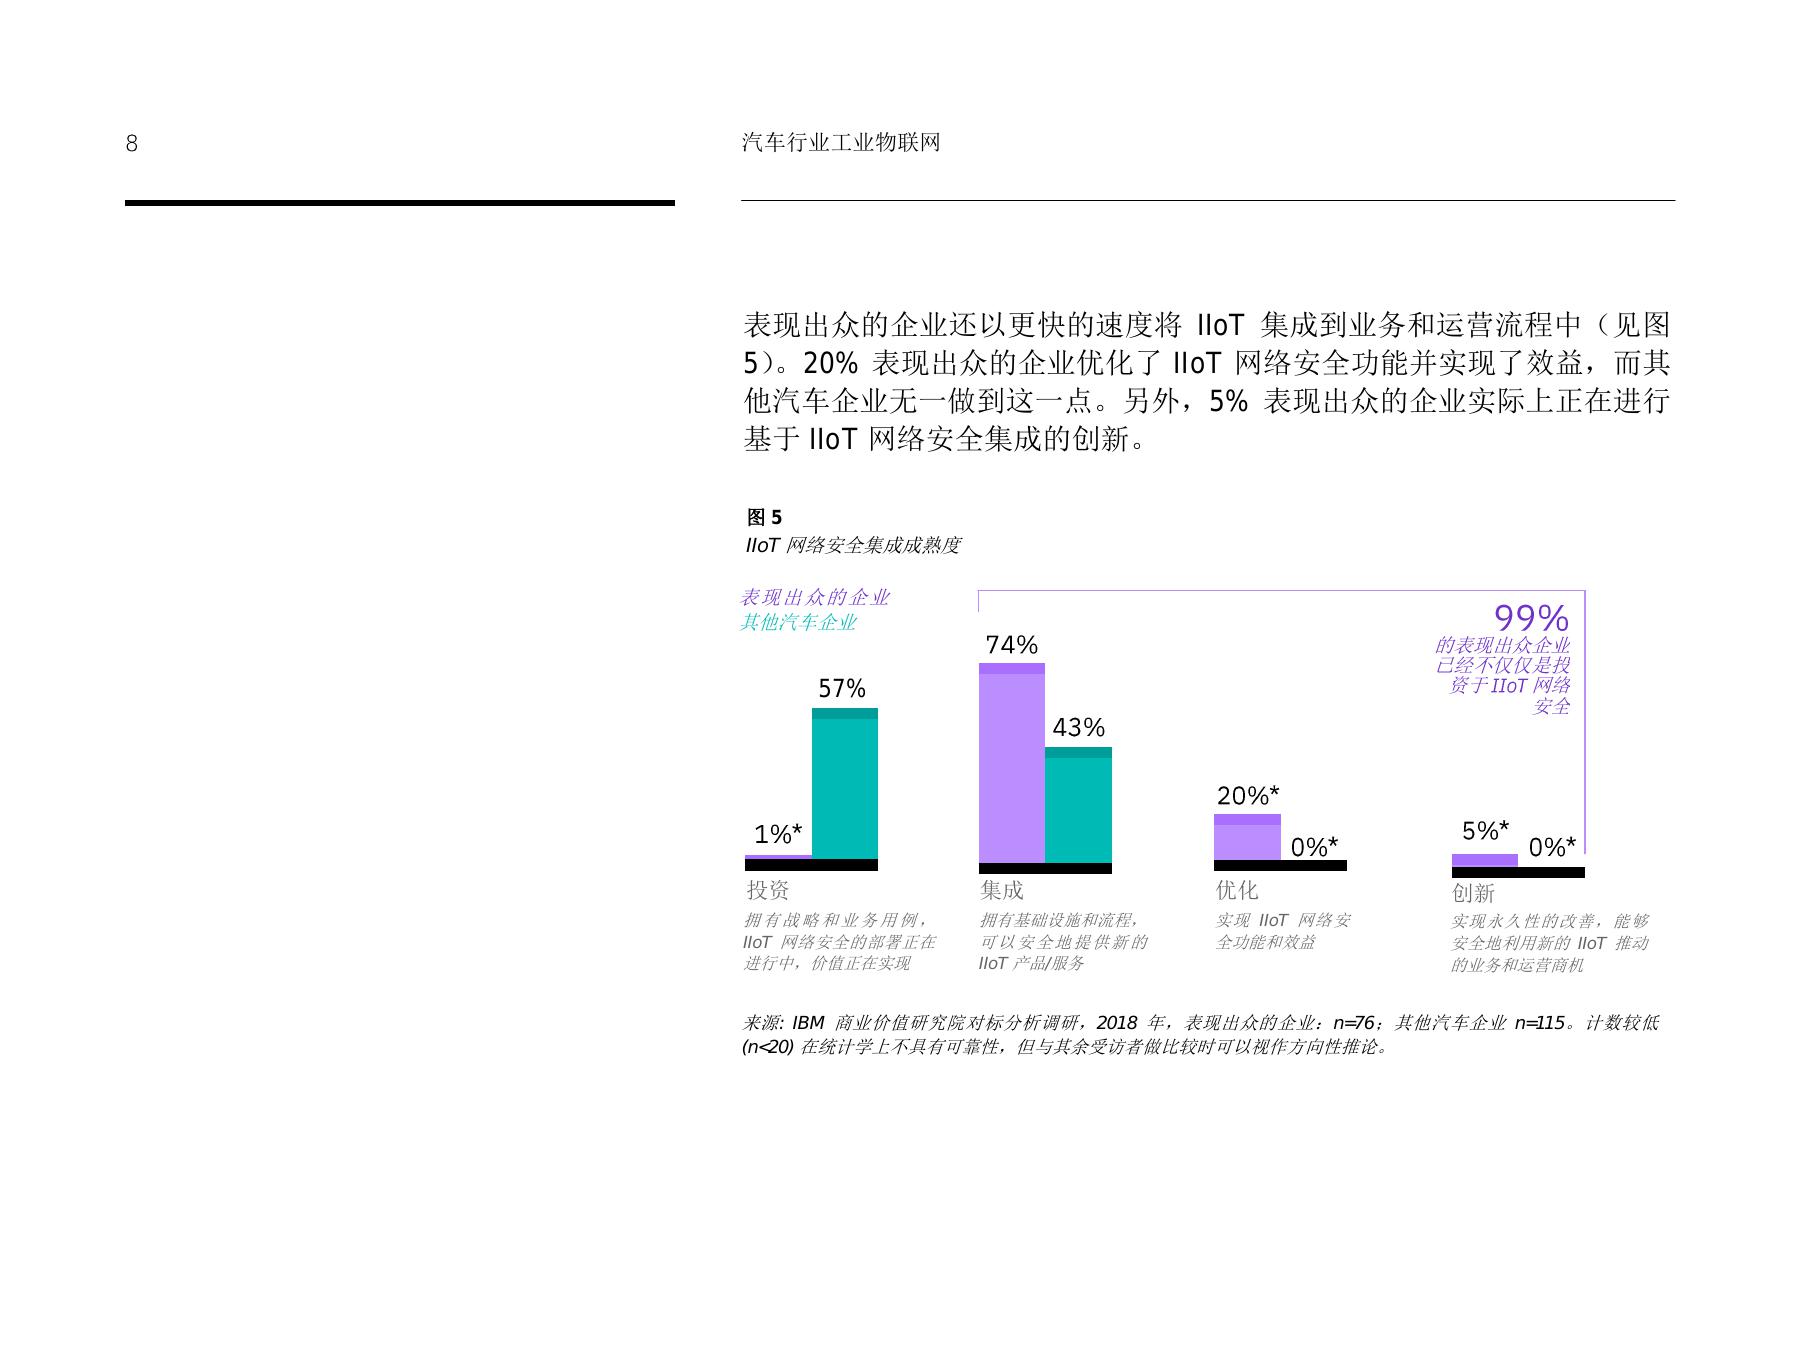 8
汽车行业工业物联网
表现出众的企业还以更快的速度将 IIoT 集成到业务和运营流程中（见图
5）。20% 表现出众的企业优化了 IIoT 网络安全功能并实现了效益，而其
他汽车企业无一做到这一点。另外，5% 表现出众的企业实际上正在进行
基于 IIoT 网络安全集成的创新。
图 5
IIoT 网络安全集成成熟度
表现出众的企业
其他汽车企业
99%
的表现出众企业
已经不仅仅是投
资于 IIoT 网络
安全
1%*
57%
74%
43%
20%*
0%*
5%*
0%*
投资
拥有战略和业务用例，
IIoT 网络安全的部署正在
进行中，价值正在实现
集成
拥有基础设施和流程，
可以安全地提供新的
IIoT 产品/服务
优化
实现 IIoT 网络安
全功能和效益
创新
实现永久性的改善，能够
安全地利用新的 IIoT 推动
的业务和运营商机
来源: IBM 商业价值研究院对标分析调研，2018 年，表现出众的企业：n=76；其他汽车企业 n=115。计数较低
(n<20) 在统计学上不具有可靠性，但与其余受访者做比较时可以视作方向性推论。